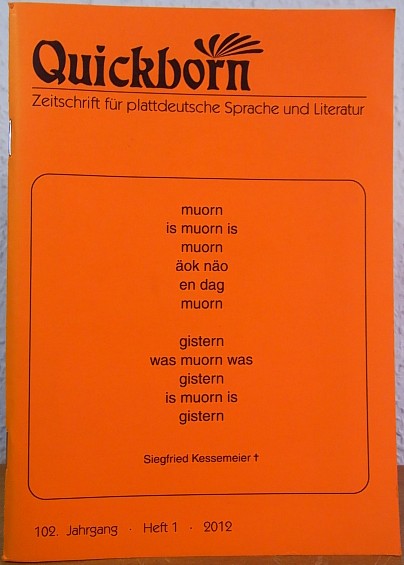 Quickborn
Zeitschrift für plattdeutsche Sprache und Literatur
muorn
is muorn is
muorn
äok näo
en dag
muorn
gistern
was muorn was
gistern
is muorn is
gistern
Siegfried Kessemeier †
102. Jahrgang · Heft 1 · 2012